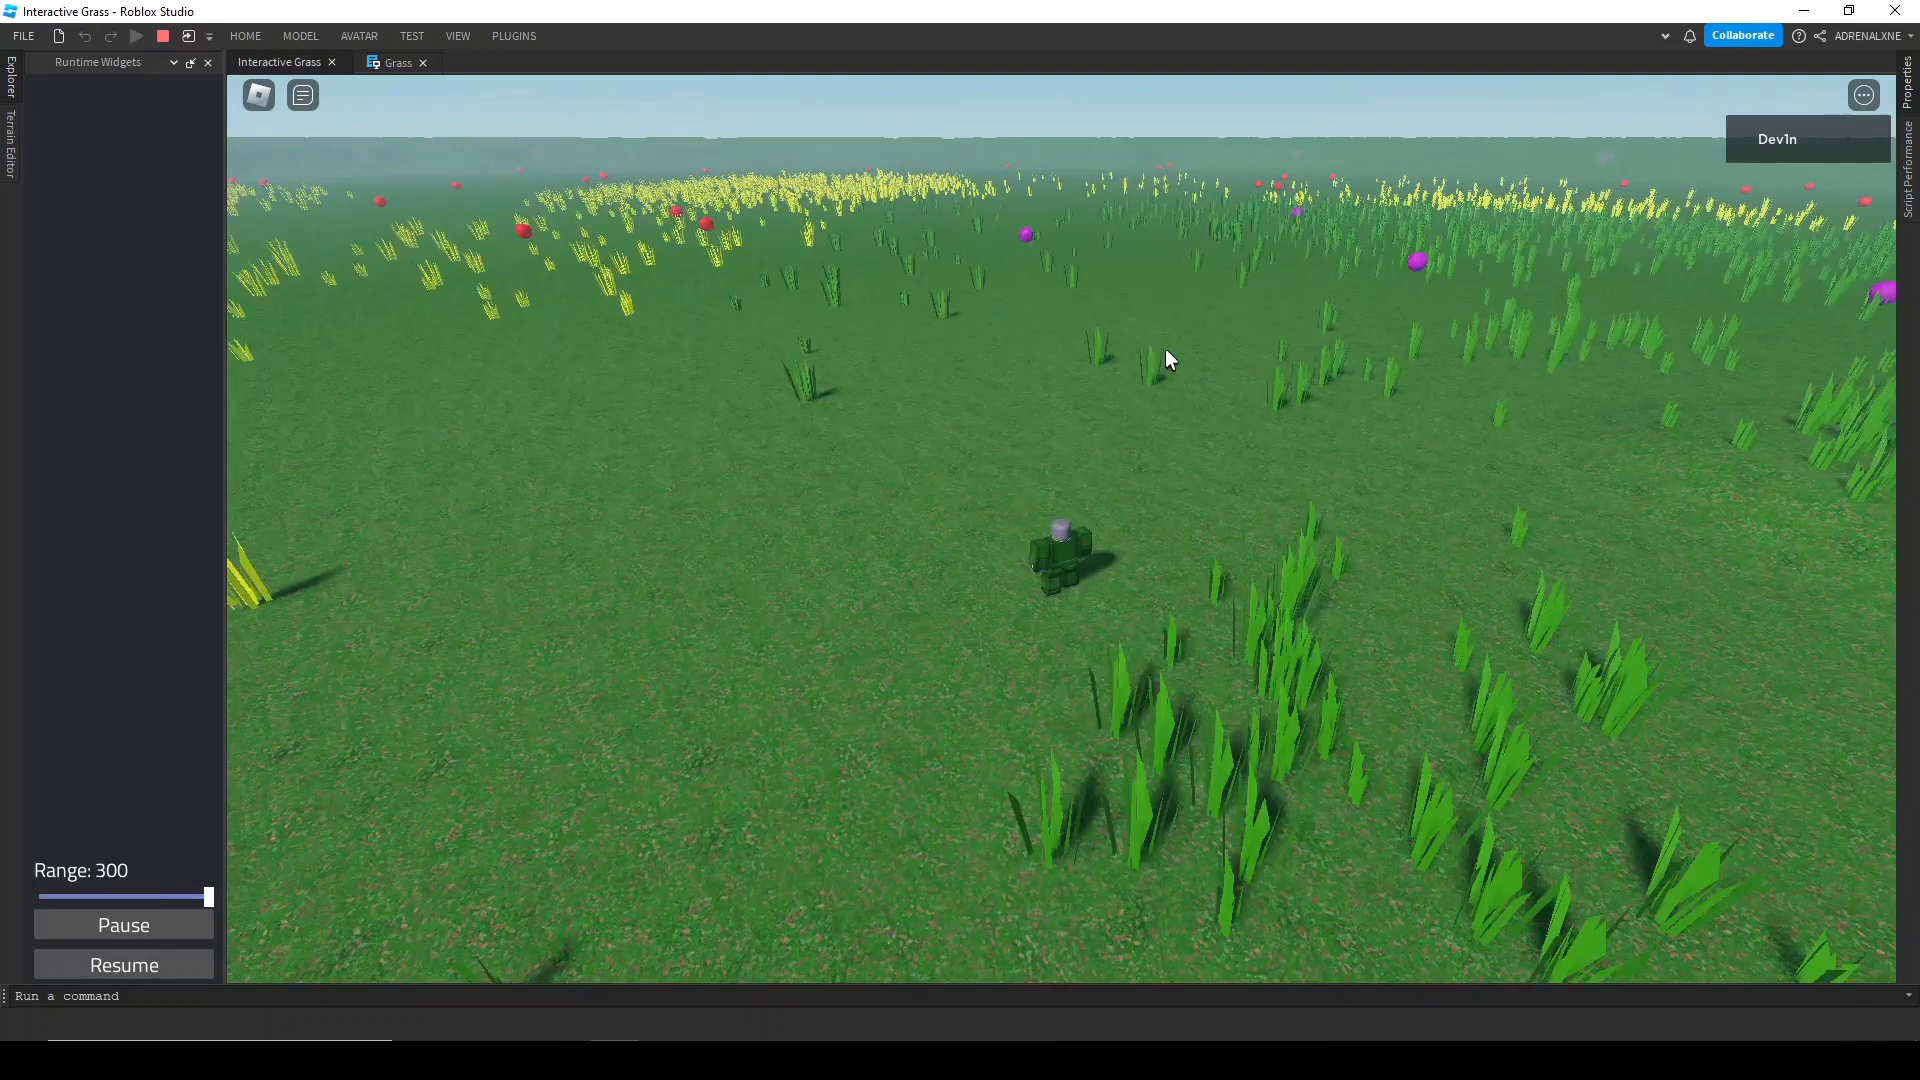 Interactive Grass - Roblox Studio
FILE HOME MODEL AVATAR TEST VIEW PLUGINS Collaborate ADRENALXNE
Explorer
Terrain Editor
Runtime Widgets
Interactive Grass
Grass
Dev1n
Properties
Script Performance
Range: 300
Pause
Resume
Run a command